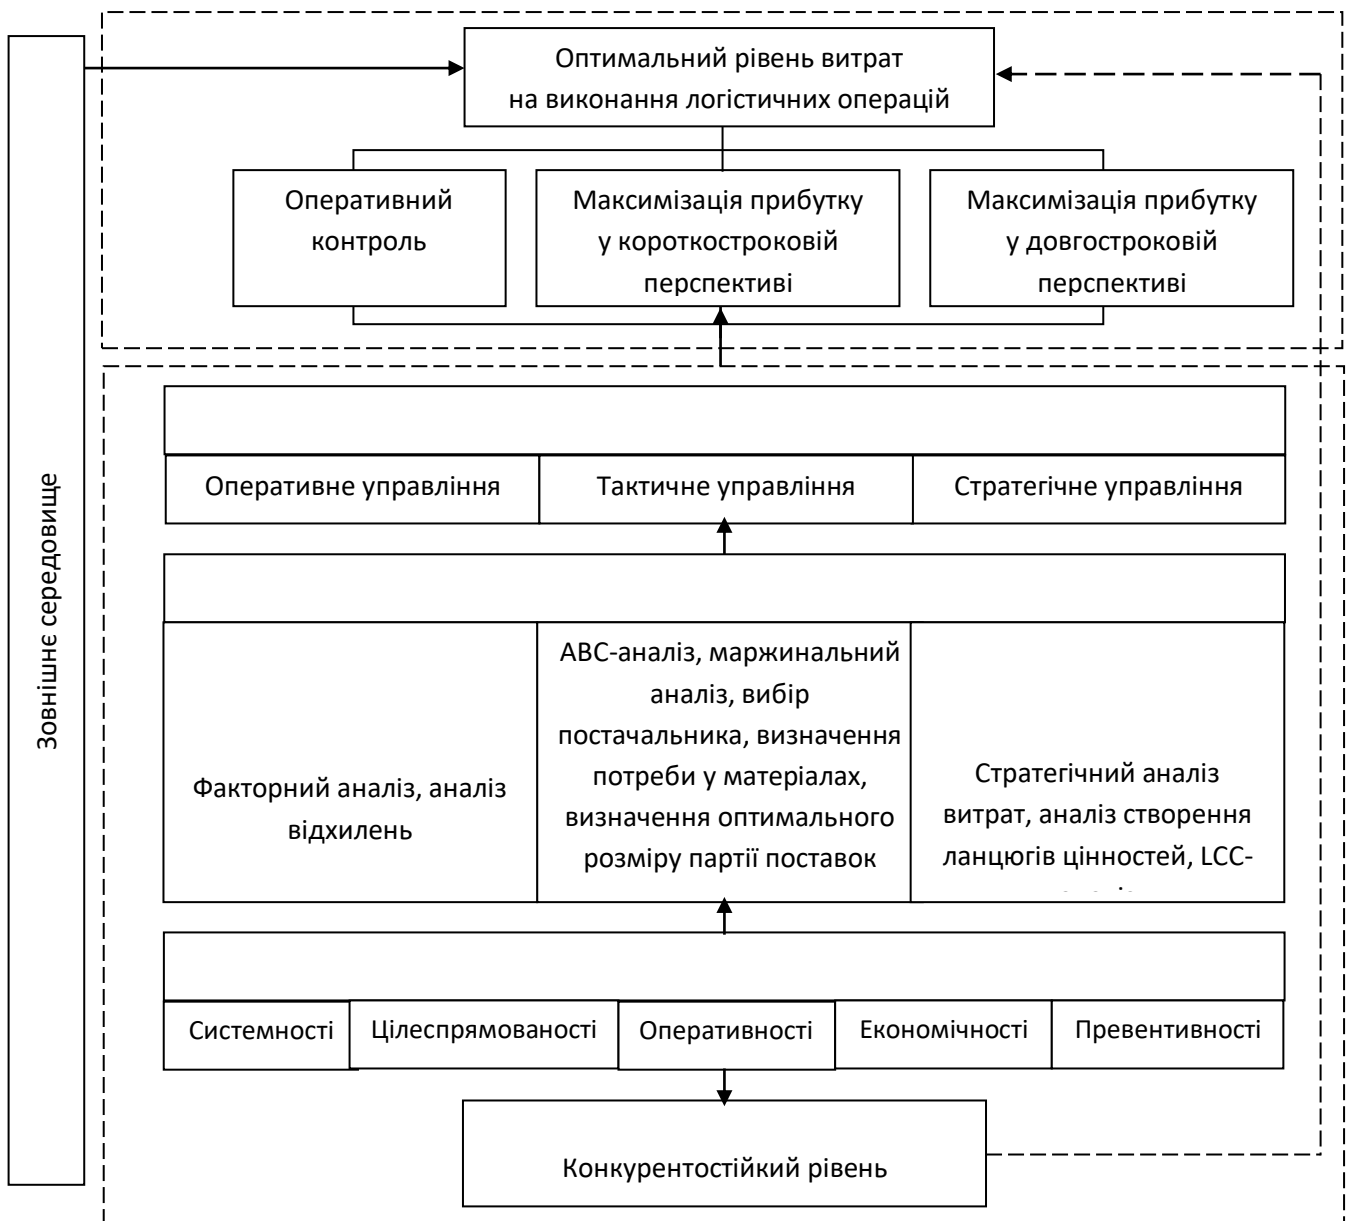 Оптимальний рівень витрат
на виконання логістичних операцій
Оперативний
контроль
Максимізація прибутку
у короткостроковій
перспективі
Максимізація прибутку
у довгостроковій
перспективі
Зовнішнє середовище
Оперативне управління
Тактичне управління
Стратегічне управління
Факторний аналіз, аналіз
відхилень
АВС-аналіз, маржинальний
аналіз, вибір
постачальника, визначення
потреби у матеріалах,
визначення оптимального
розміру партії поставок
Стратегічний аналіз
витрат, аналіз створення
ланцюгів цінностей, LCC-
Системності
Цілеспрямованості
Оперативності
Економічності
Превентивності
Конкурентостійкий рівень